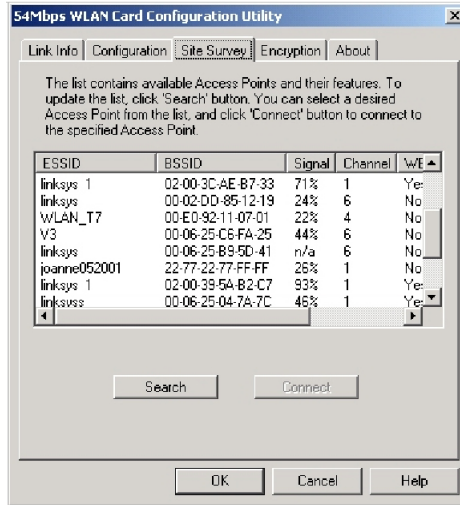 54Mbps WLAN Card Configuration Utility
Link Info Configuration Site Survey Encryption About
The list contains available Access Points and their features. To
update the list, click 'Search' button. You can select a desired
Access Point from the list, and click 'Connect' button to connect to
the specified Access Point.
ESSID BSSID Signal Channel WE
linksys 1 02-00-3C-AE-B7-33 71% 1 Ye
linksys 00-02-DD-85-12-19 24% 6 No
WLAN_T7 00-E0-92-11-07-01 22% 4 No
V3 00-06-25-C6-FA-25 44% 6 No
linksys 00-06-25-B9-5D-41 n/a 6 No
joanne052001 22-77-22-77-FF-FF 26% 1 No
linksys 1 02-00-39-5A-B2-C7 93% 1 Ye
linksyss 00-06-25-04-7A-7C 46% 1 Yes
Search Connect
OK Cancel Help